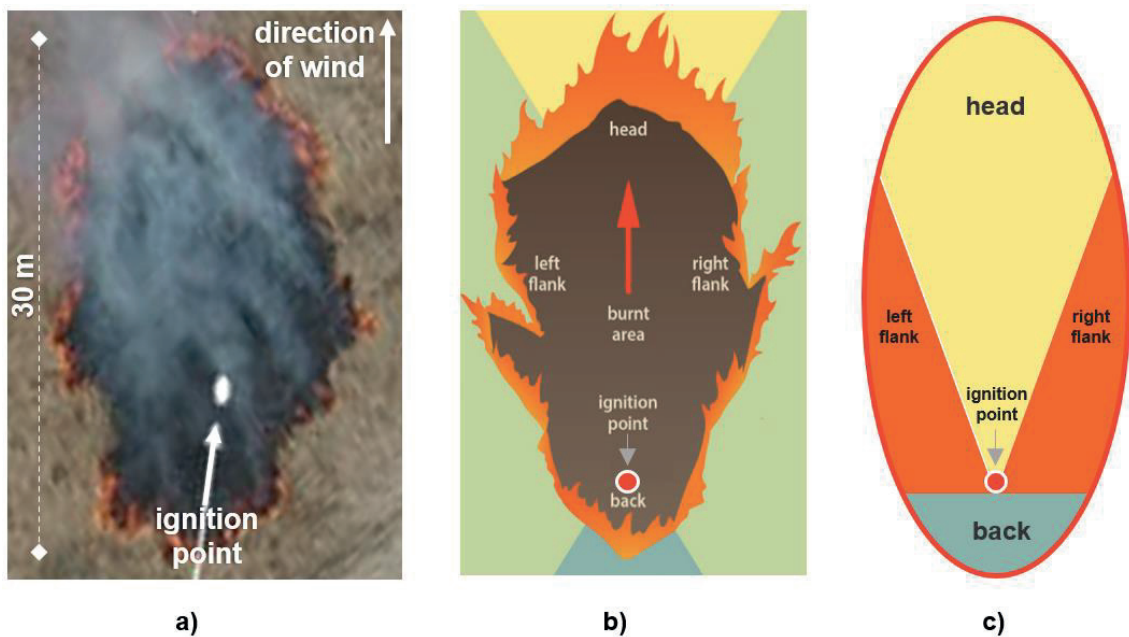 direction
of wind
30 m
ignition
point
head
left
flank
right
flank
burnt
area
ignition
point
back
head
left
flank
right
flank
ignition
point
back
a)
b)
c)